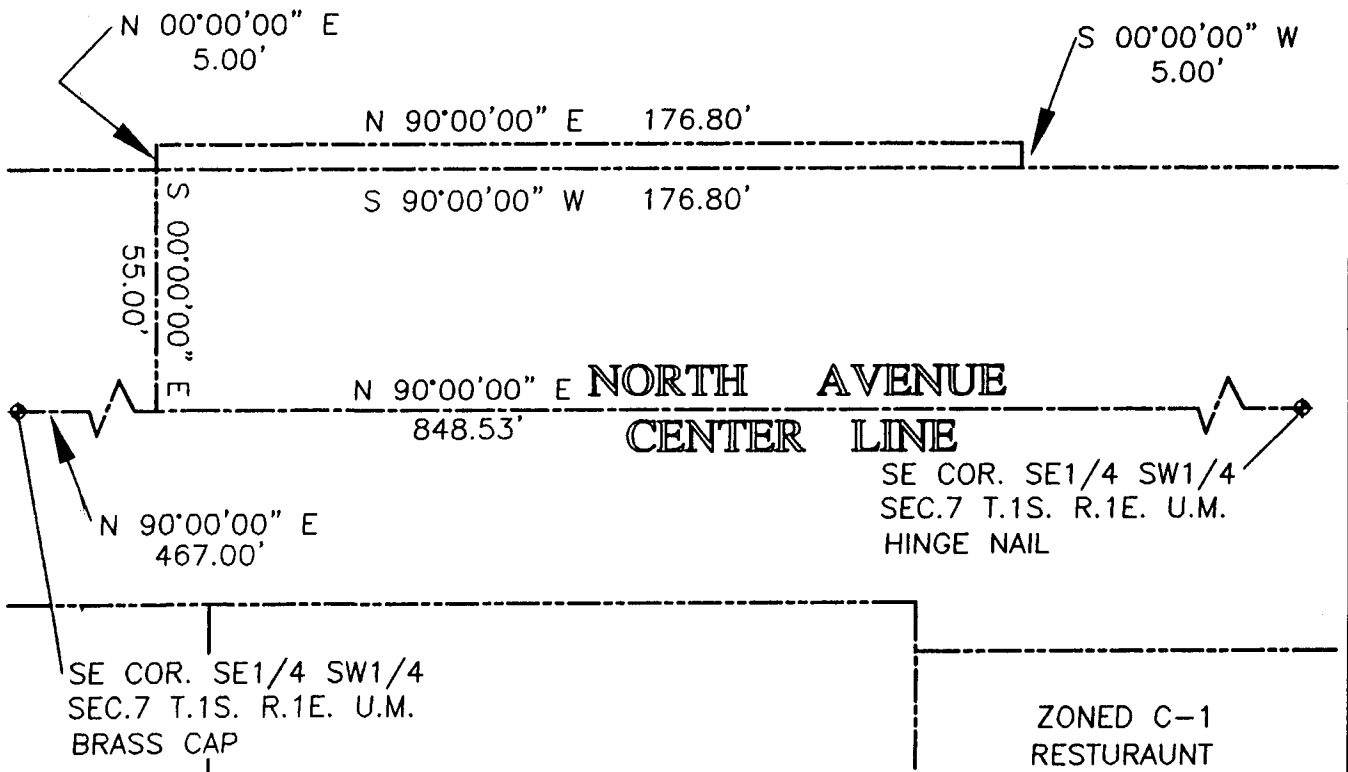 N 00°00'00" E
5.00'
S 00°00'00" W
5.00'
N 90°00'00" E 176.80'
S 90°00'00" W 176.80'
S 00°00'00" E
55.00'
N 90°00'00" E
848.53'
NORTH AVENUE
CENTER LINE
N 90°00'00" E
467.00'
SE COR. SE1/4 SW1/4
SEC.7 T.1S. R.1E. U.M.
HINGE NAIL
SE COR. SE1/4 SW1/4
SEC.7 T.1S. R.1E. U.M.
BRASS CAP
ZONED C-1
RESTURAUNT